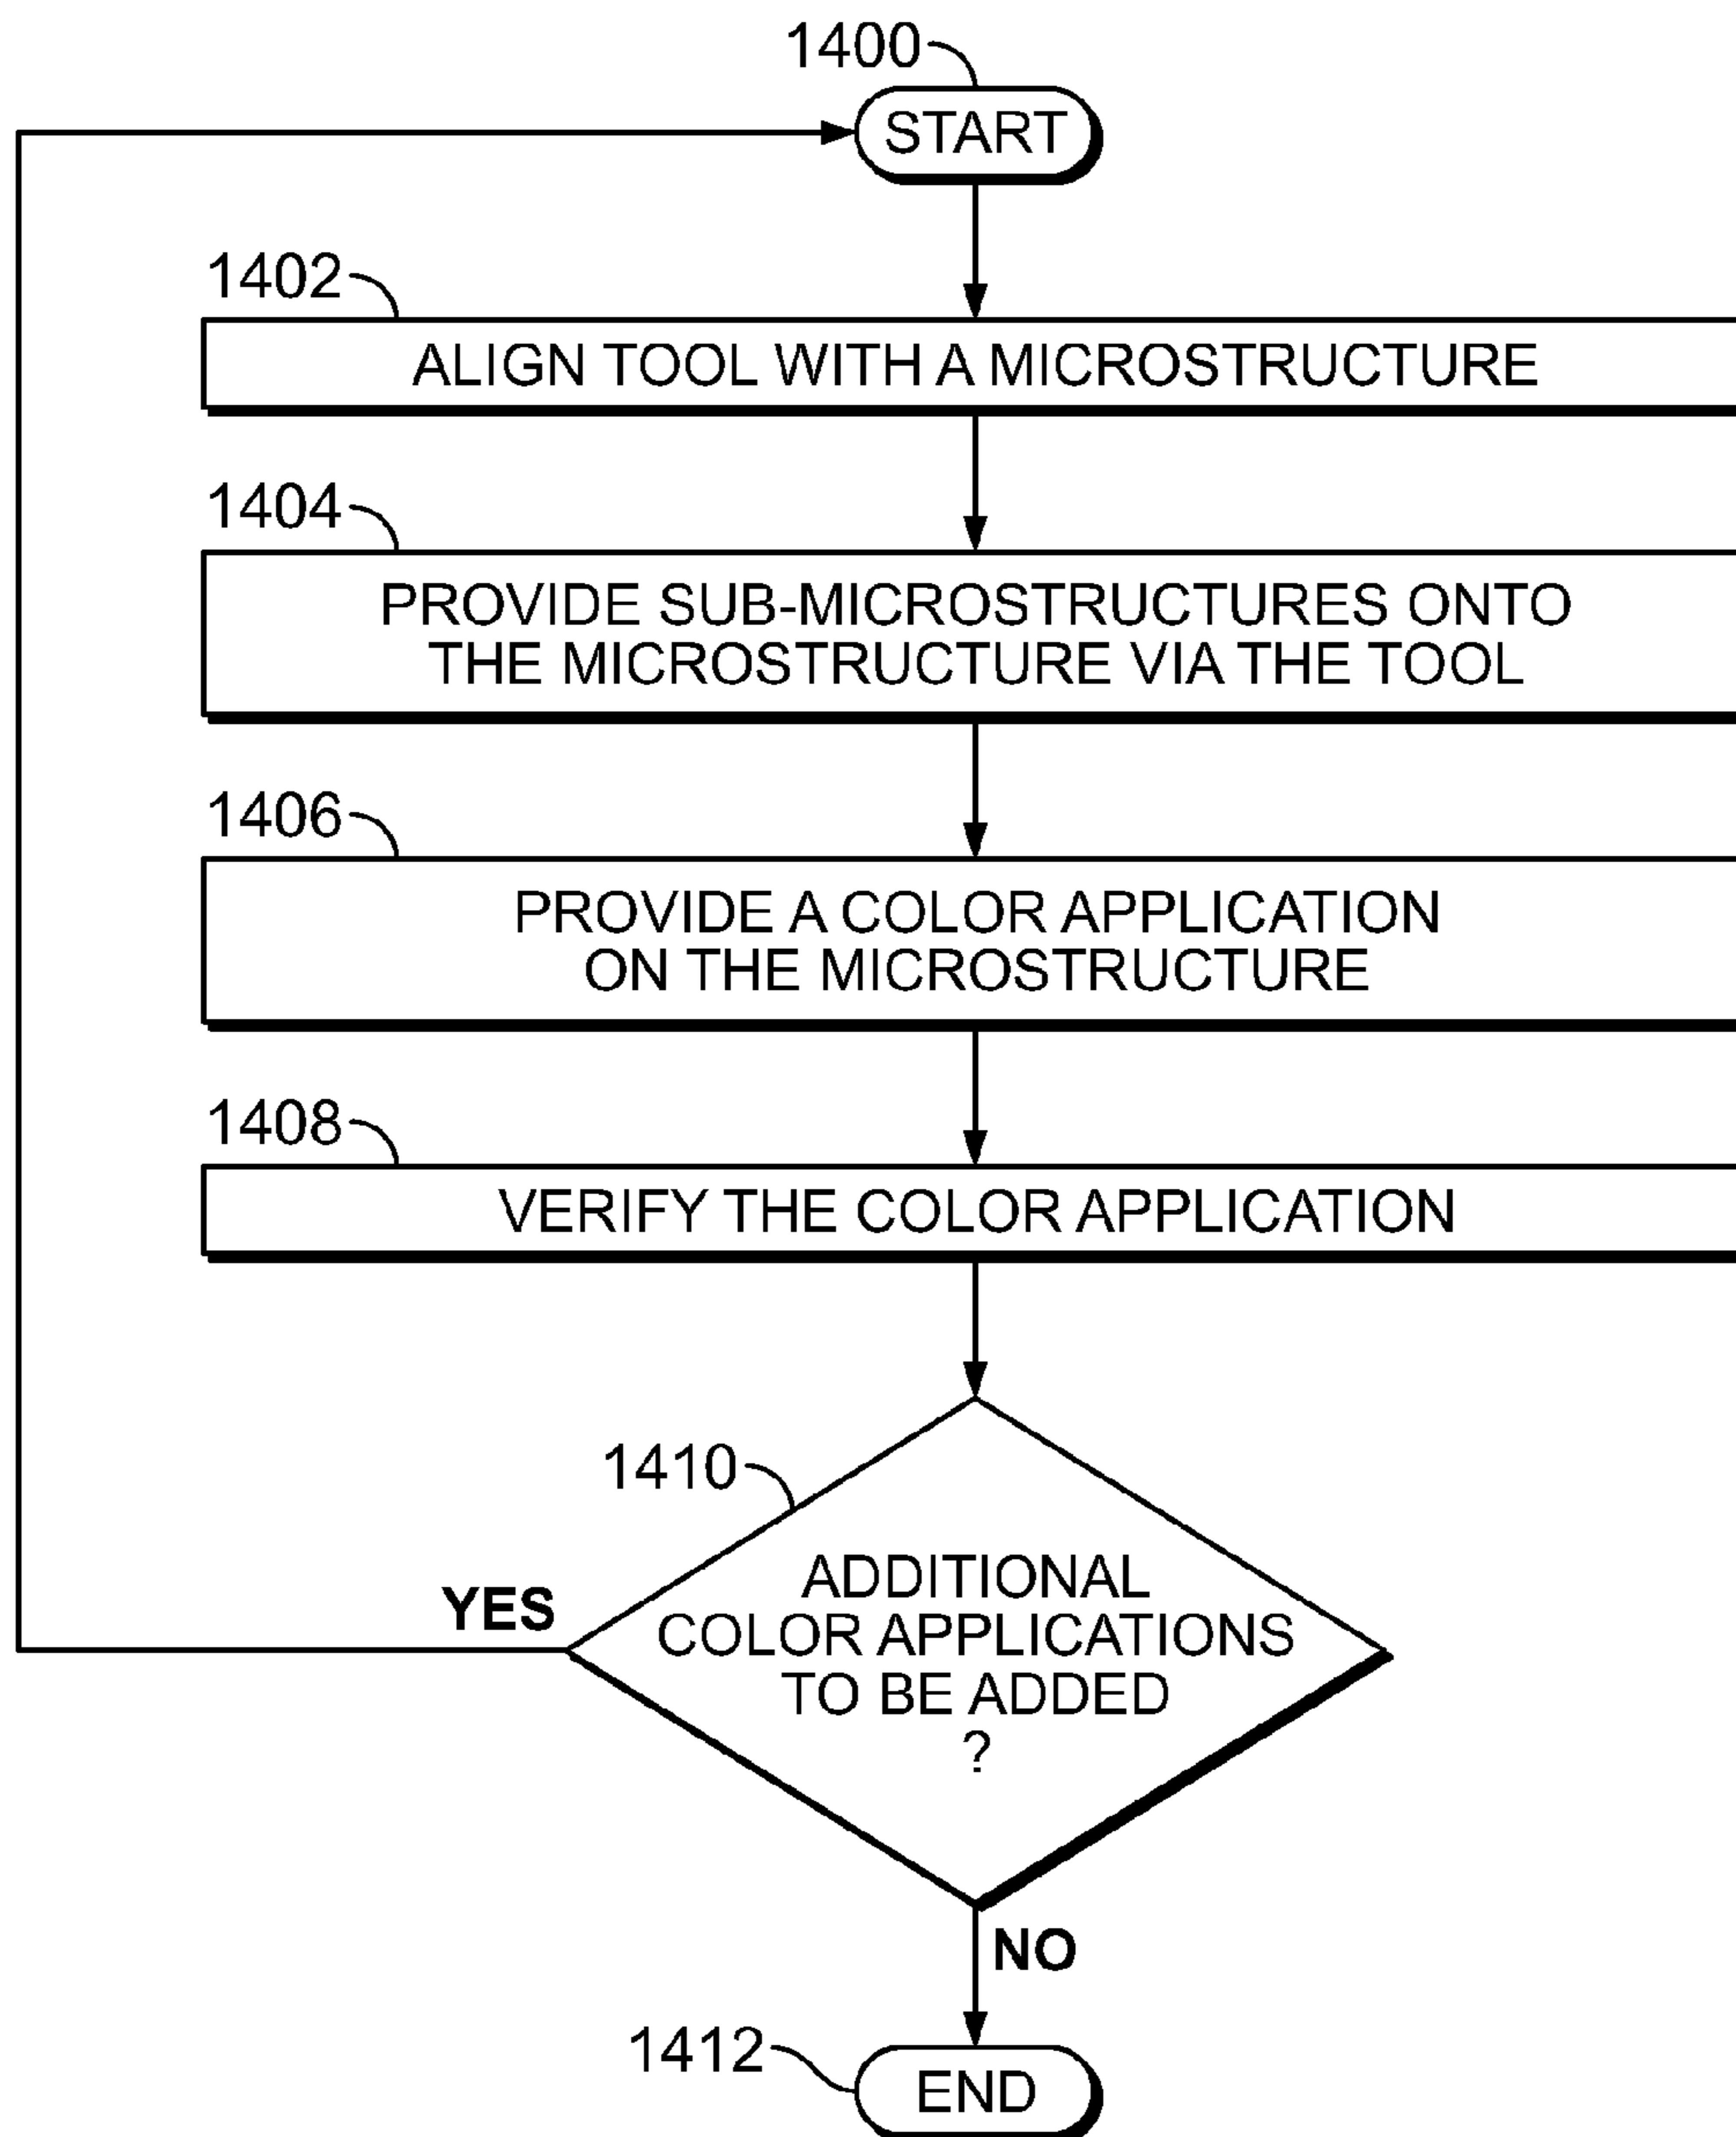 1400
START
1402
ALIGN TOOL WITH A MICROSTRUCTURE
1404
PROVIDE SUB-MICROSTRUCTURES ONTO
THE MICROSTRUCTURE VIA THE TOOL
1406
PROVIDE A COLOR APPLICATION
ON THE MICROSTRUCTURE
1408
VERIFY THE COLOR APPLICATION
1410
ADDITIONAL
COLOR APPLICATIONS
TO BE ADDED
?
YES
NO
1412
END